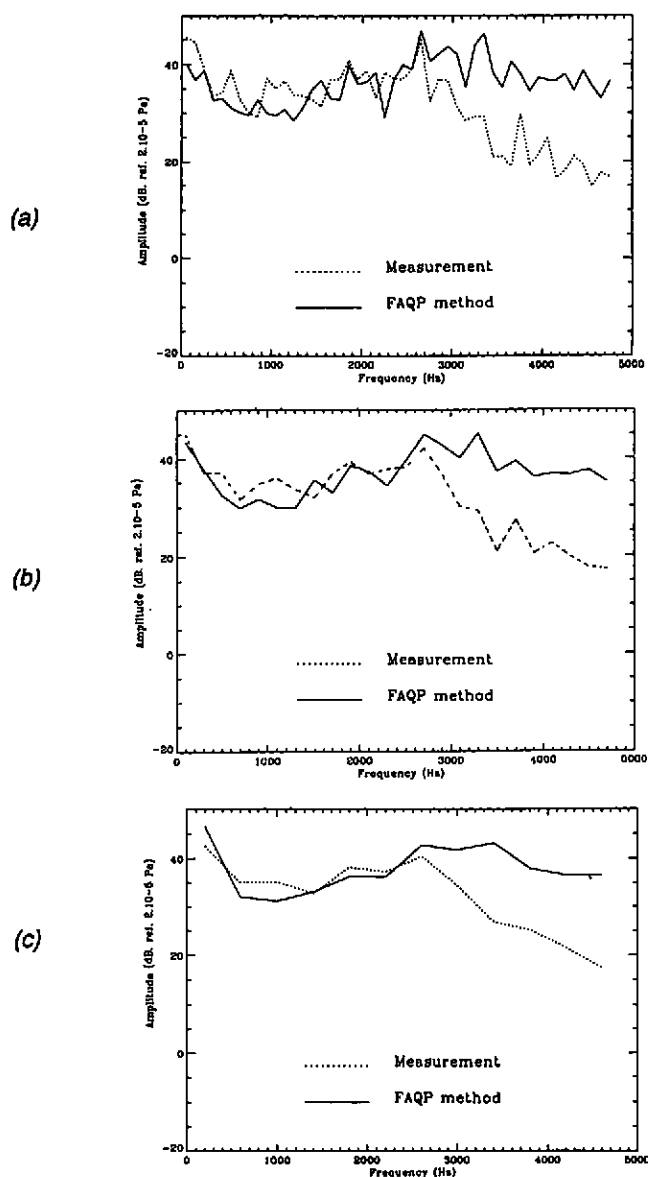 (a)
Amplitude (dB. ref. 2.10-5 Pa)
40
20
0
-20
Measurement
FAQP method
0 1000 2000 3000 4000 5000
Frequency (Hz)
(b)
Amplitude (dB. ref. 2.10-5 Pa)
40
20
0
-20
Measurement
FAQP method
0 1000 2000 3000 4000 0000
Frequency (Hz)
(c)
Amplitude (dB. ref. 2.10-5 Pa)
40
20
0
-20
Measurement
FAQP method
0 1000 2000 3000 4000 5000
Frequency (Hz)